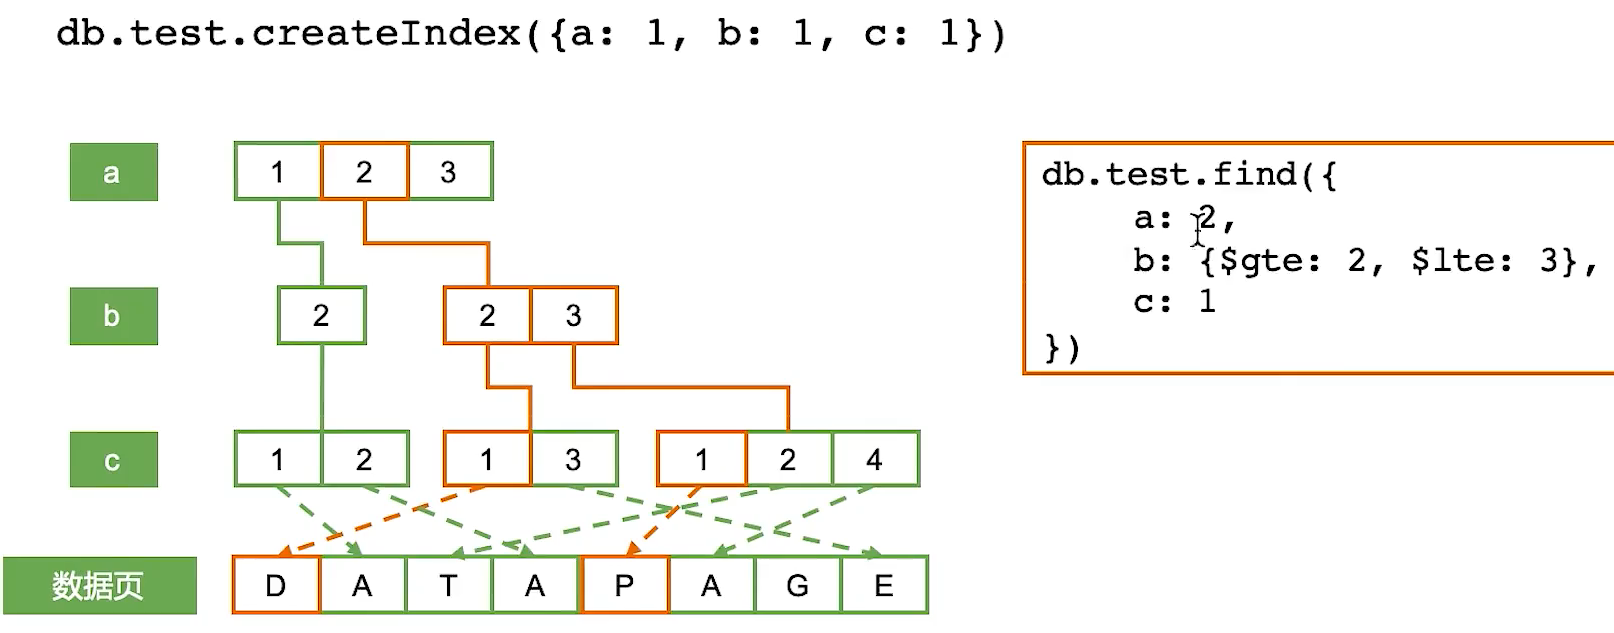 db.test.createIndex({a: 1, b: 1, c: 1})
a
1 2 3
db.test.find({
a: 2,
b: {$gte: 2, $lte: 3},
c: 1
})
b
2
2 3
c
1 2
1 3
1 2 4
数据页
D A T A P A G E